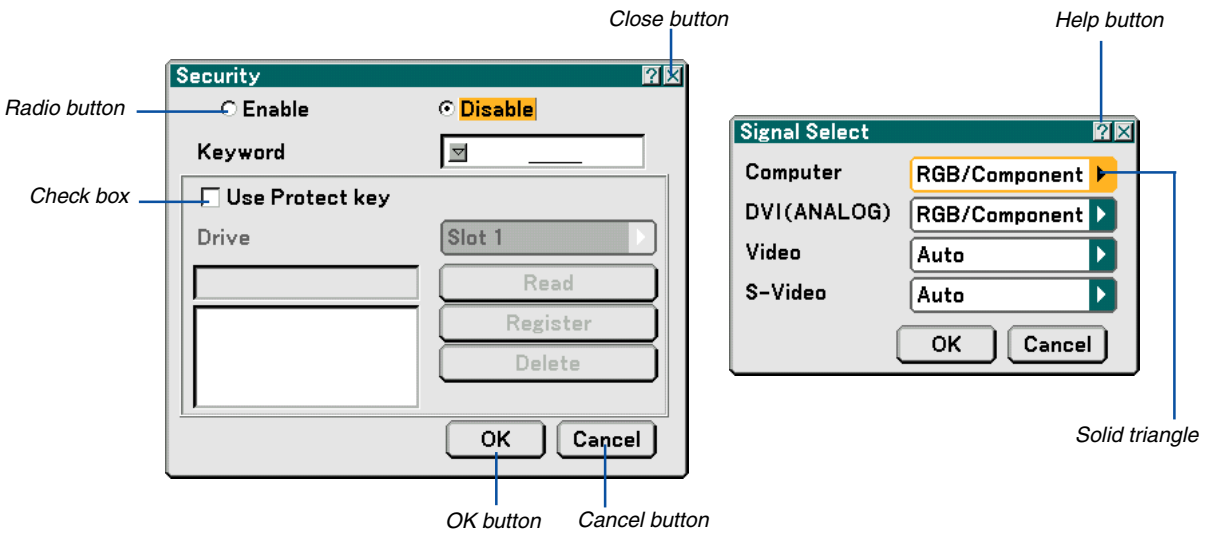 Close button
Help button
Security ? ×
Radio button
Enable Disable
Keyword
Check box
Use Protect key
Drive Slot 1
Read
Register
Delete
OK Cancel
OK button Cancel button
Signal Select ? ×
Computer RGB/Component
DVI(ANALOG) RGB/Component
Video Auto
S-Video Auto
OK Cancel
Solid triangle